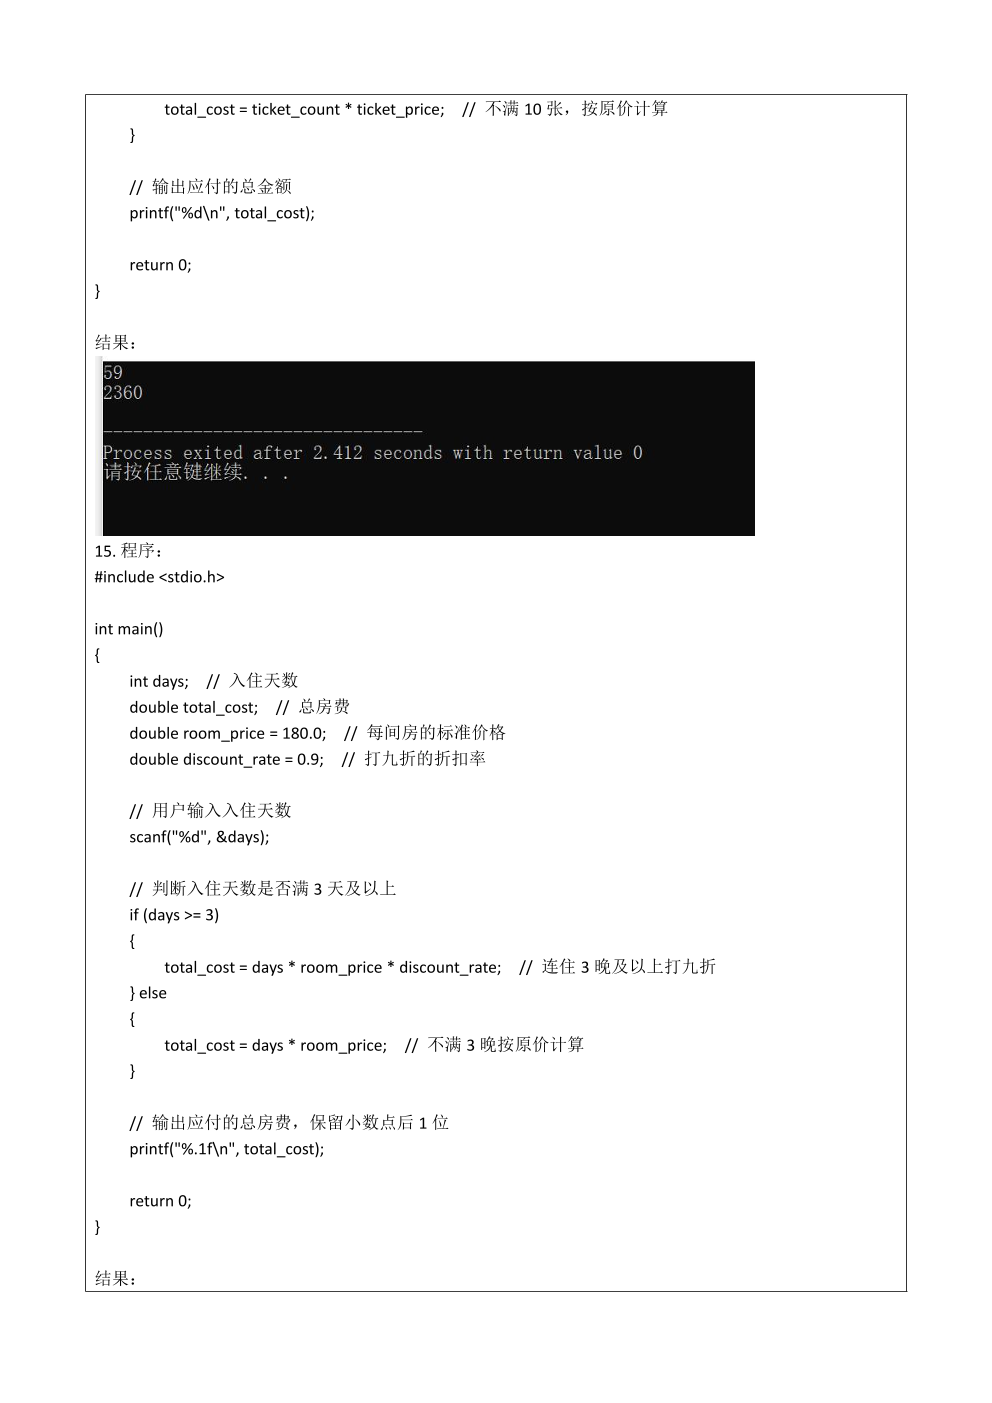 total_cost = ticket_count * ticket_price; // 不满 10 张，按原价计算
}
// 输出应付的总金额
printf("%d\n", total_cost);
return 0;
}
结果：
59
2360
--------------------------------
Process exited after 2.412 seconds with return value 0
请按任意键继续. . .
15. 程序：
#include <stdio.h>
int main()
{
int days; // 入住天数
double total_cost; // 总房费
double room_price = 180.0; // 每间房的标准价格
double discount_rate = 0.9; // 打九折的折扣率
// 用户输入入住天数
scanf("%d", &days);
// 判断入住天数是否满 3 天及以上
if (days >= 3)
{
total_cost = days * room_price * discount_rate; // 连住 3 晚及以上打九折
} else
{
total_cost = days * room_price; // 不满 3 晚按原价计算
}
// 输出应付的总房费，保留小数点后 1 位
printf("%.1f\n", total_cost);
return 0;
}
结果：